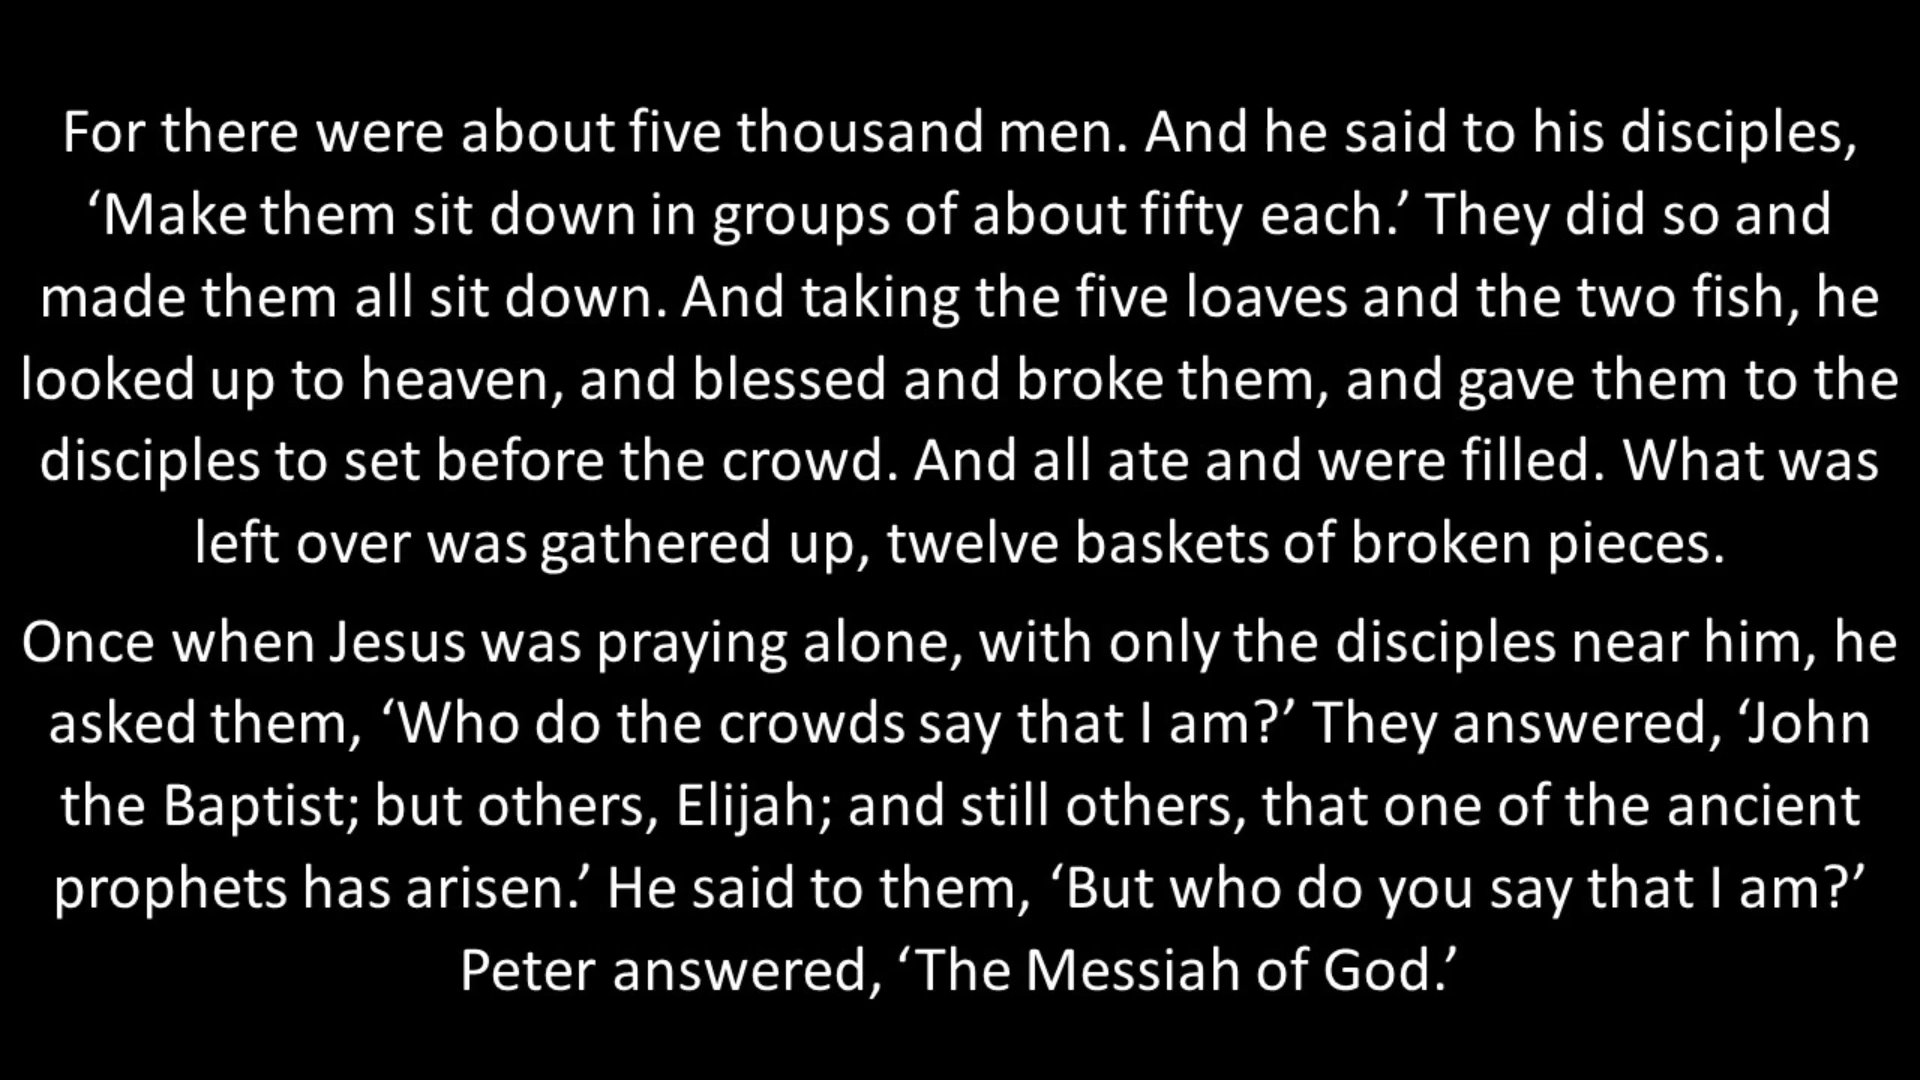 For there were about five thousand men. And he said to his disciples,
‘Make them sit down in groups of about fifty each.’ They did so and
made them all sit down. And taking the five loaves and the two fish, he
looked up to heaven, and blessed and broke them, and gave them to the
disciples to set before the crowd. And all ate and were filled. What was
left over was gathered up, twelve baskets of broken pieces.
Once when Jesus was praying alone, with only the disciples near him, he
asked them, ‘Who do the crowds say that I am?’ They answered, ‘John
the Baptist; but others, Elijah; and still others, that one of the ancient
prophets has arisen.’ He said to them, ‘But who do you say that I am?’
Peter answered, ‘The Messiah of God.’